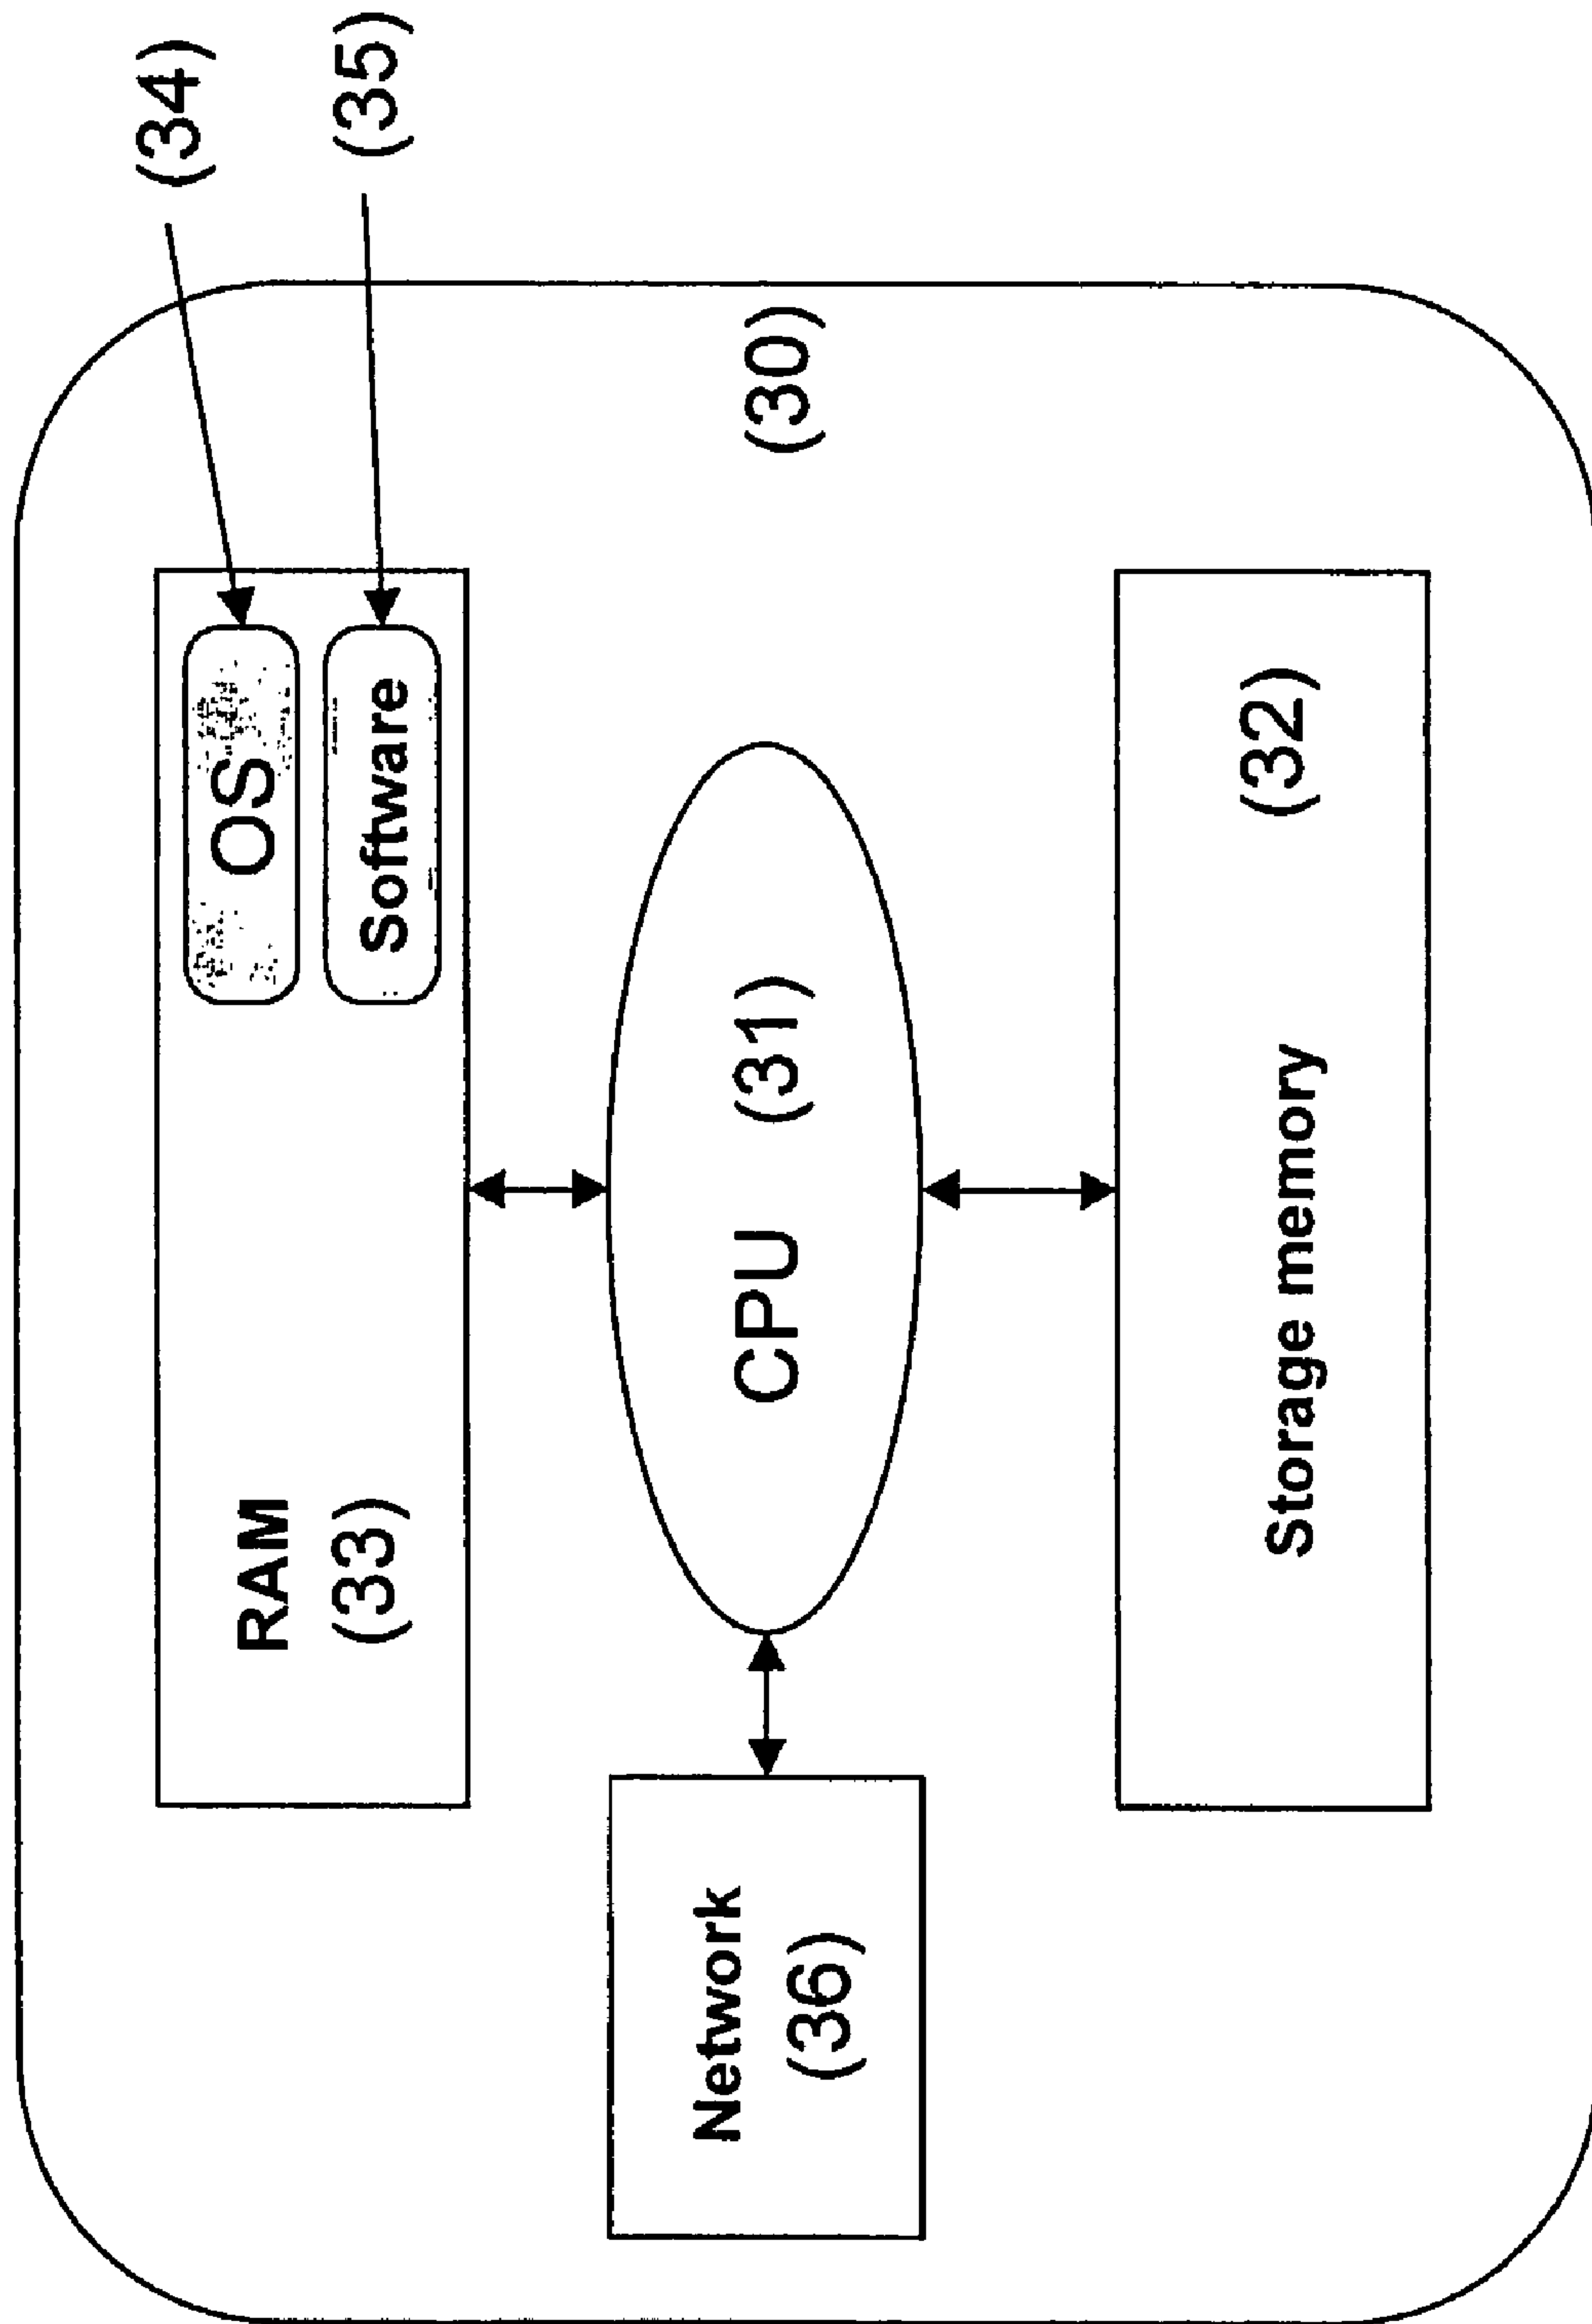 (34)
(35)
OS
Software
RAM
(33)
(30)
CPU (31)
Network
(36)
Storage memory (32)